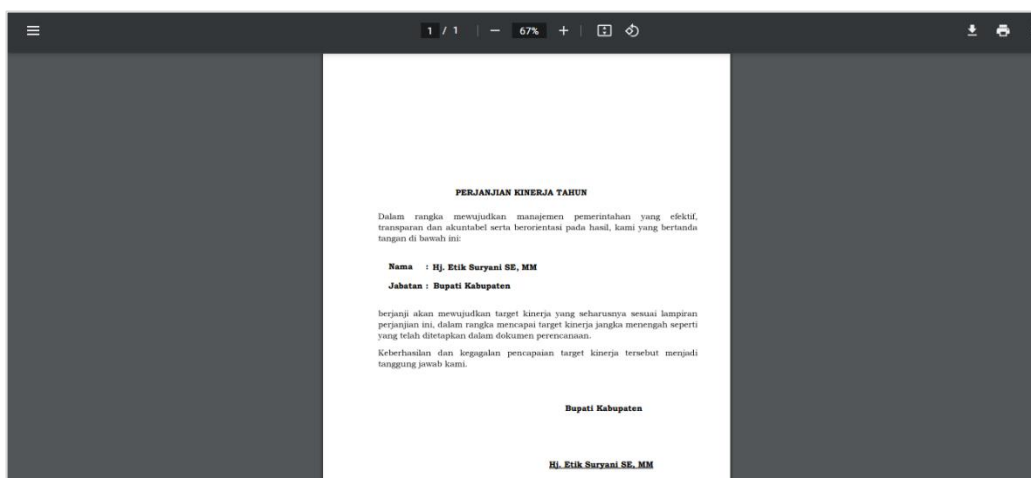 1 / 1 — 67% +
PERJANJIAN KINERJA TAHUN
Dalam rangka mewujudkan manajemen pemerintahan yang efektif,
transparan dan akuntabel serta berorientasi pada hasil, kami yang bertanda
tangan di bawah ini:
Nama : Hj. Etik Suryani SE, MM
Jabatan : Bupati Kabupaten
berjanji akan mewujudkan target kinerja yang seharusnya sesuai lampiran
perjanjian ini, dalam rangka mencapai target kinerja jangka menengah seperti
yang telah ditetapkan dalam dokumen perencanaan.
Keberhasilan dan kegagalan pencapaian target kinerja tersebut menjadi
tanggung jawab kami.
Bupati Kabupaten
Hj. Etik Suryani SE, MM